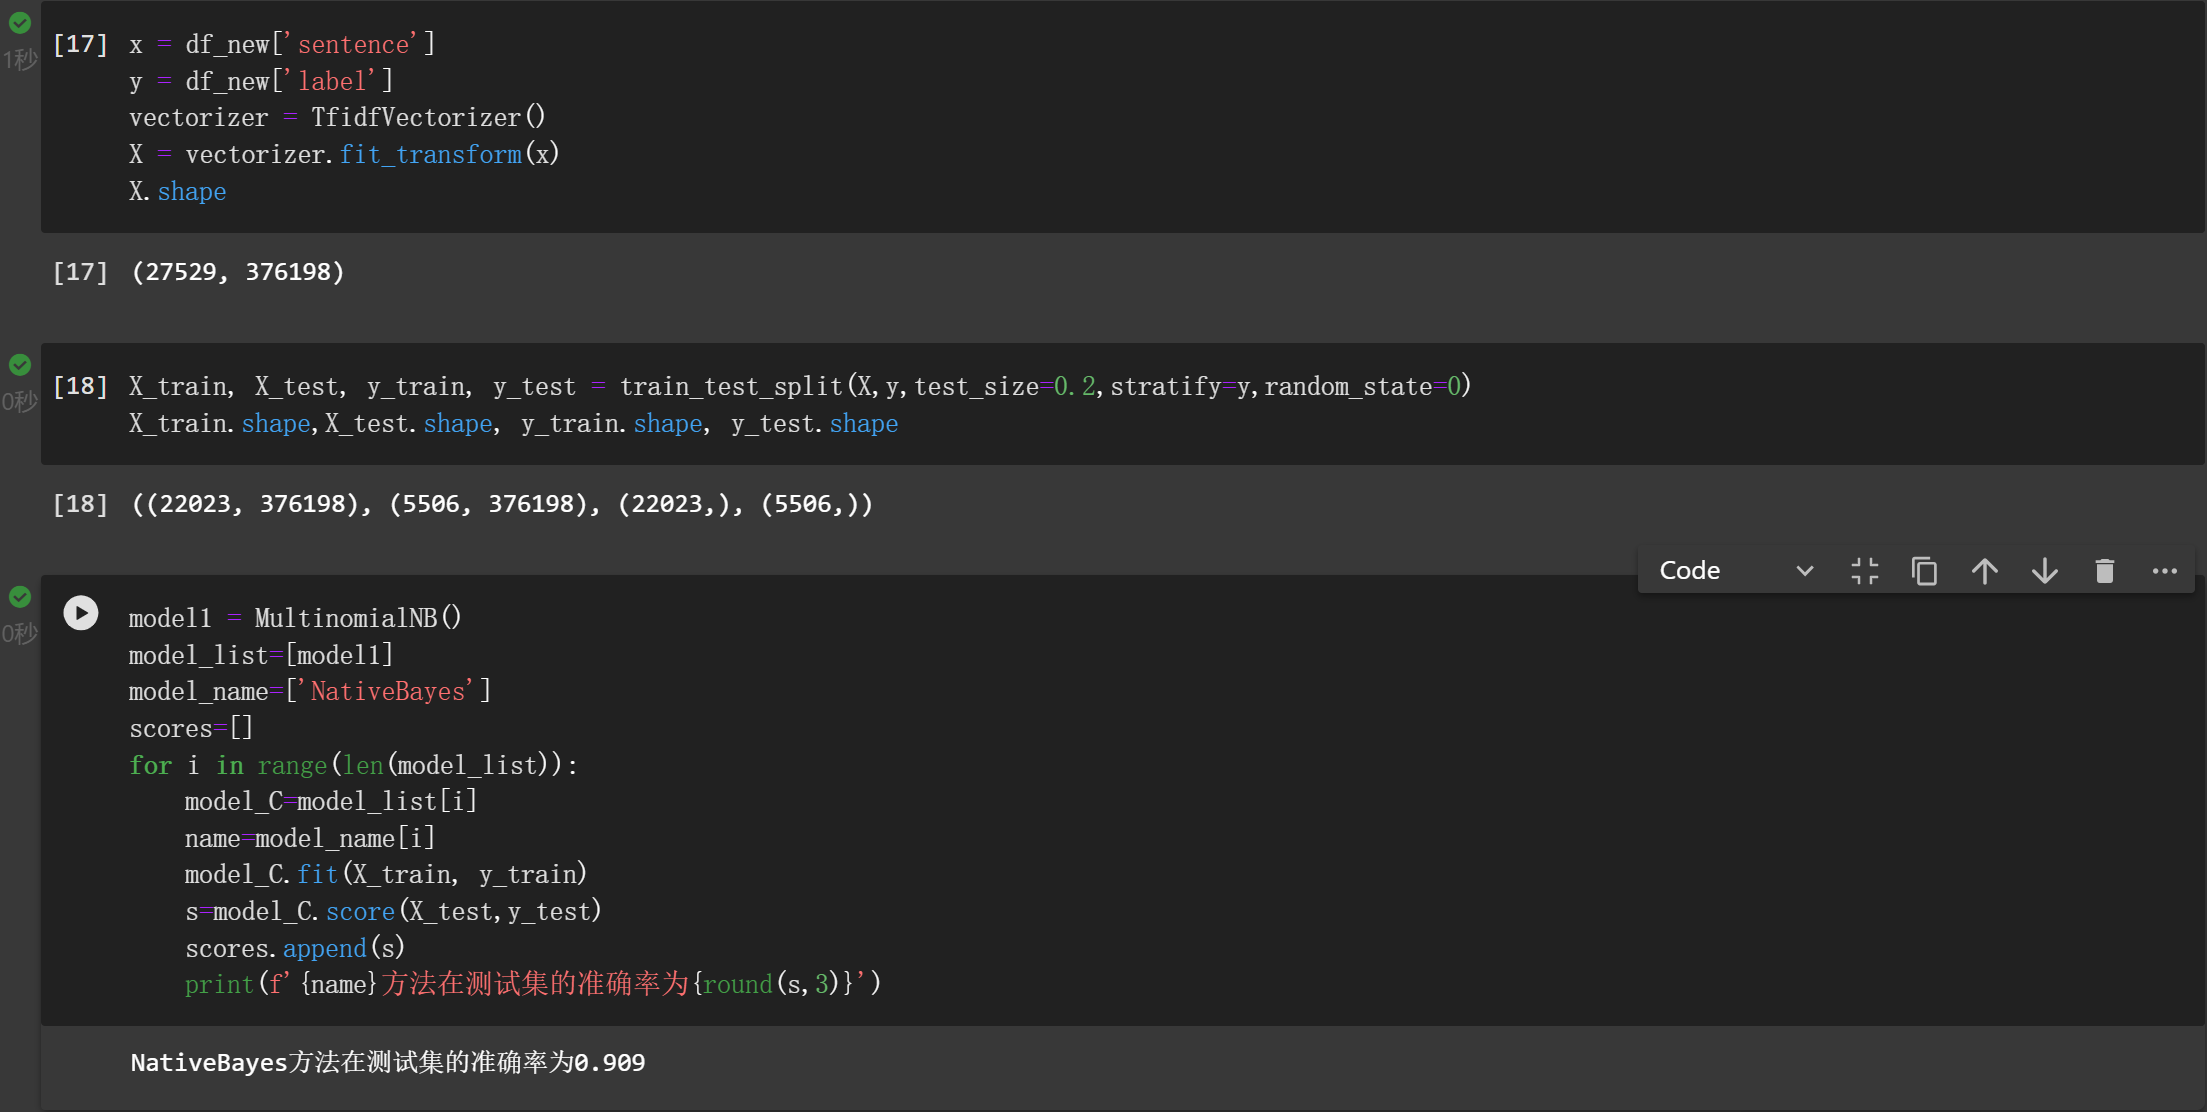 1秒
[17] x = df_new['sentence']
y = df_new['label']
vectorizer = TfidfVectorizer()
X = vectorizer.fit_transform(x)
X.shape
[17] (27529, 376198)
0秒
[18] X_train, X_test, y_train, y_test = train_test_split(X,y,test_size=0.2,stratify=y,random_state=0)
X_train.shape,X_test.shape, y_train.shape, y_test.shape
[18] ((22023, 376198), (5506, 376198), (22023,), (5506,))
Code
0秒
model1 = MultinomialNB()
model_list=[model1]
model_name=['NativeBayes']
scores=[]
for i in range(len(model_list)):
    model_C=model_list[i]
    name=model_name[i]
    model_C.fit(X_train, y_train)
    s=model_C.score(X_test,y_test)
    scores.append(s)
    print(f'{name}方法在测试集的准确率为{round(s,3)}')
NativeBayes方法在测试集的准确率为0.909